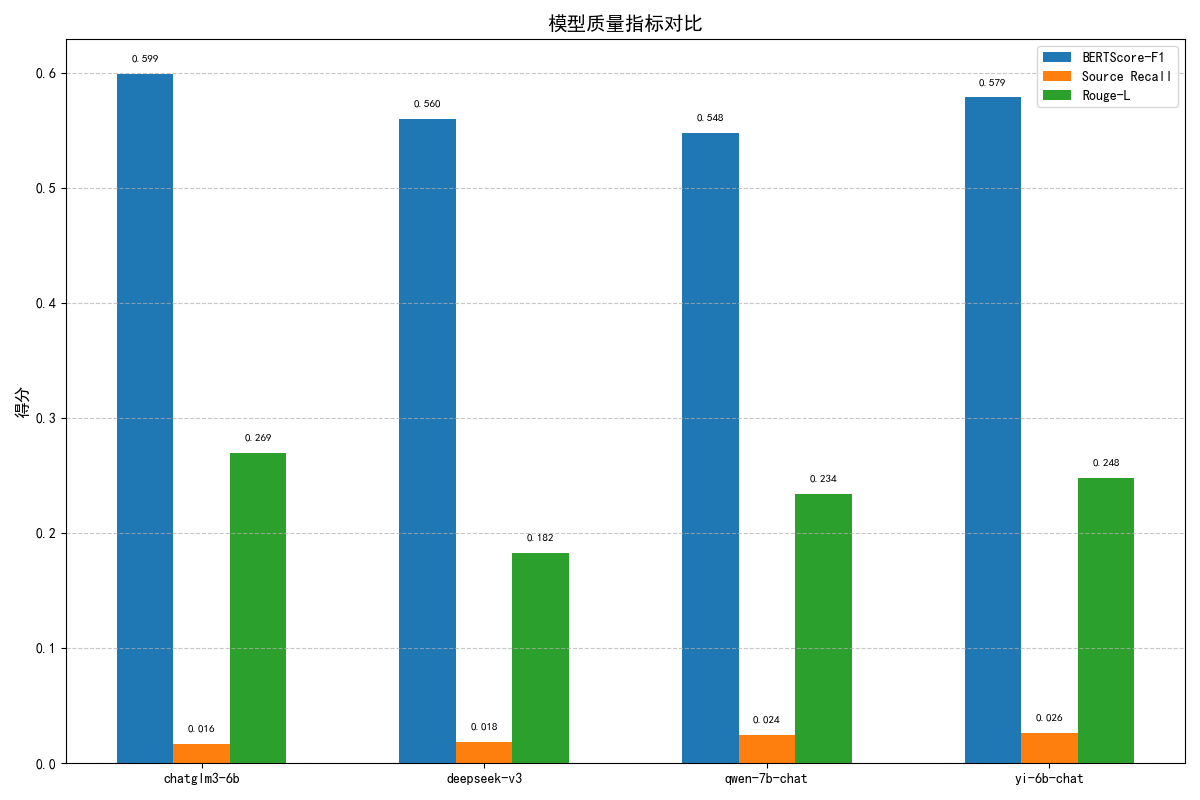 模型质量指标对比
BERTScore-F1
Source Recall
Rouge-L
得分
0.6
0.5
0.4
0.3
0.2
0.1
0.0
0.599
0.016
0.269
0.560
0.018
0.182
0.548
0.024
0.234
0.579
0.026
0.248
chatglm3-6b
deepseek-v3
qwen-7b-chat
yi-6b-chat